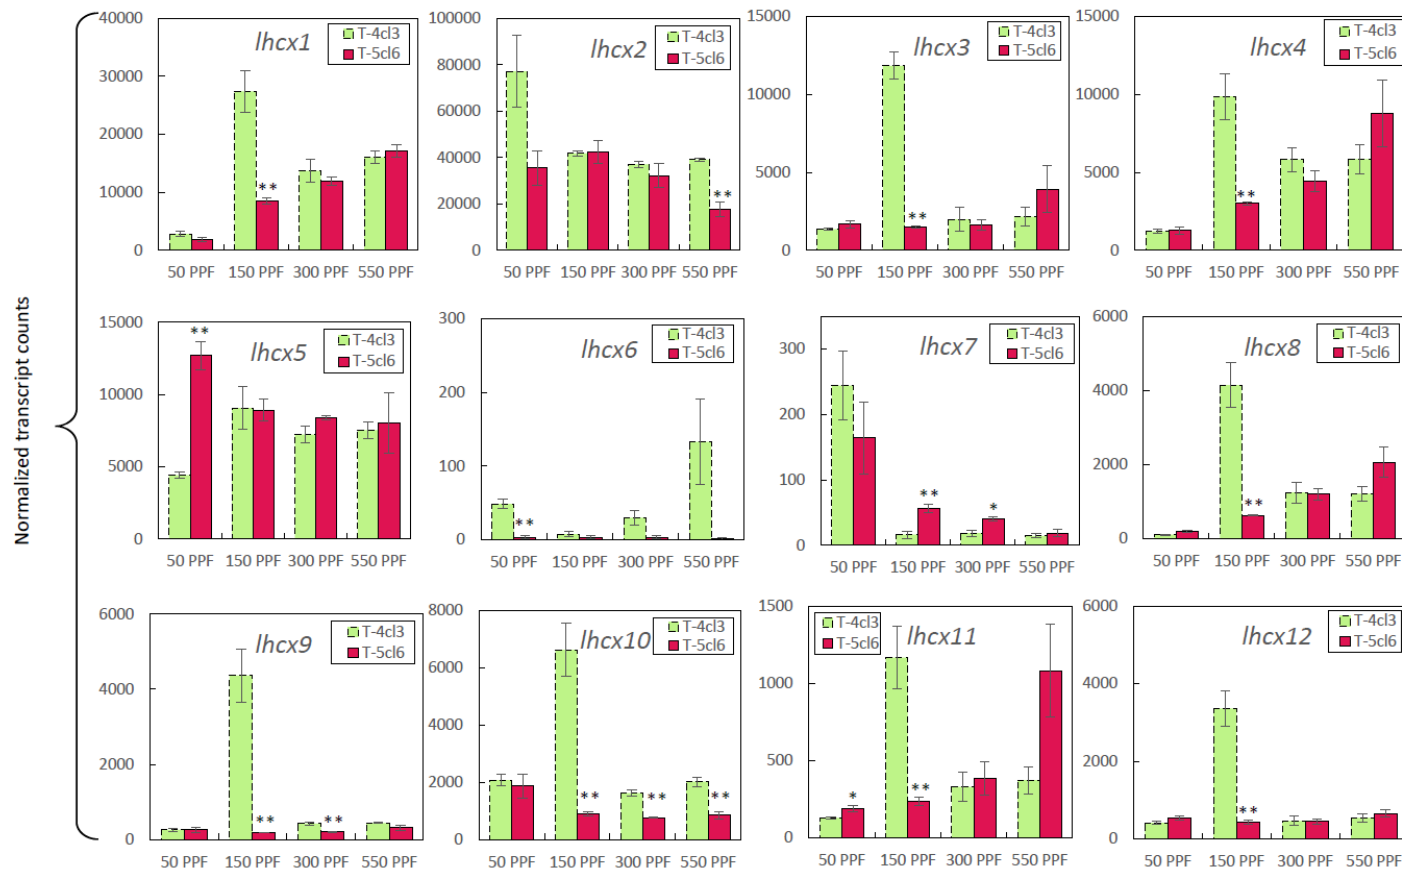 Normalized transcript counts
lhcx1
T-4cl3
T-5cl6
40000
30000
20000
10000
0
50 PPF 150 PPF 300 PPF 550 PPF
**
lhcx2
T-4cl3
T-5cl6
100000
80000
60000
40000
20000
0
50 PPF 150 PPF 300 PPF 550 PPF
**
lhcx3
T-4cl3
T-5cl6
15000
10000
5000
0
50 PPF 150 PPF 300 PPF 550 PPF
**
lhcx4
T-4cl3
T-5cl6
15000
10000
5000
0
50 PPF 150 PPF 300 PPF 550 PPF
**
lhcx5
T-4cl3
T-5cl6
15000
10000
5000
0
50 PPF 150 PPF 300 PPF 550 PPF
**
lhcx6
T-4cl3
T-5cl6
300
200
100
0
50 PPF 150 PPF 300 PPF 550 PPF
**
lhcx7
T-4cl3
T-5cl6
300
200
100
0
50 PPF 150 PPF 300 PPF 550 PPF
** *
lhcx8
T-4cl3
T-5cl6
6000
4000
2000
0
50 PPF 150 PPF 300 PPF 550 PPF
**
lhcx9
T-4cl3
T-5cl6
6000
4000
2000
0
50 PPF 150 PPF 300 PPF 550 PPF
** **
lhcx10
T-4cl3
T-5cl6
8000
6000
4000
2000
0
50 PPF 150 PPF 300 PPF 550 PPF
** ** **
lhcx11
T-4cl3
T-5cl6
1500
1000
500
0
50 PPF 150 PPF 300 PPF 550 PPF
* **
lhcx12
T-4cl3
T-5cl6
6000
4000
2000
0
50 PPF 150 PPF 300 PPF 550 PPF
**